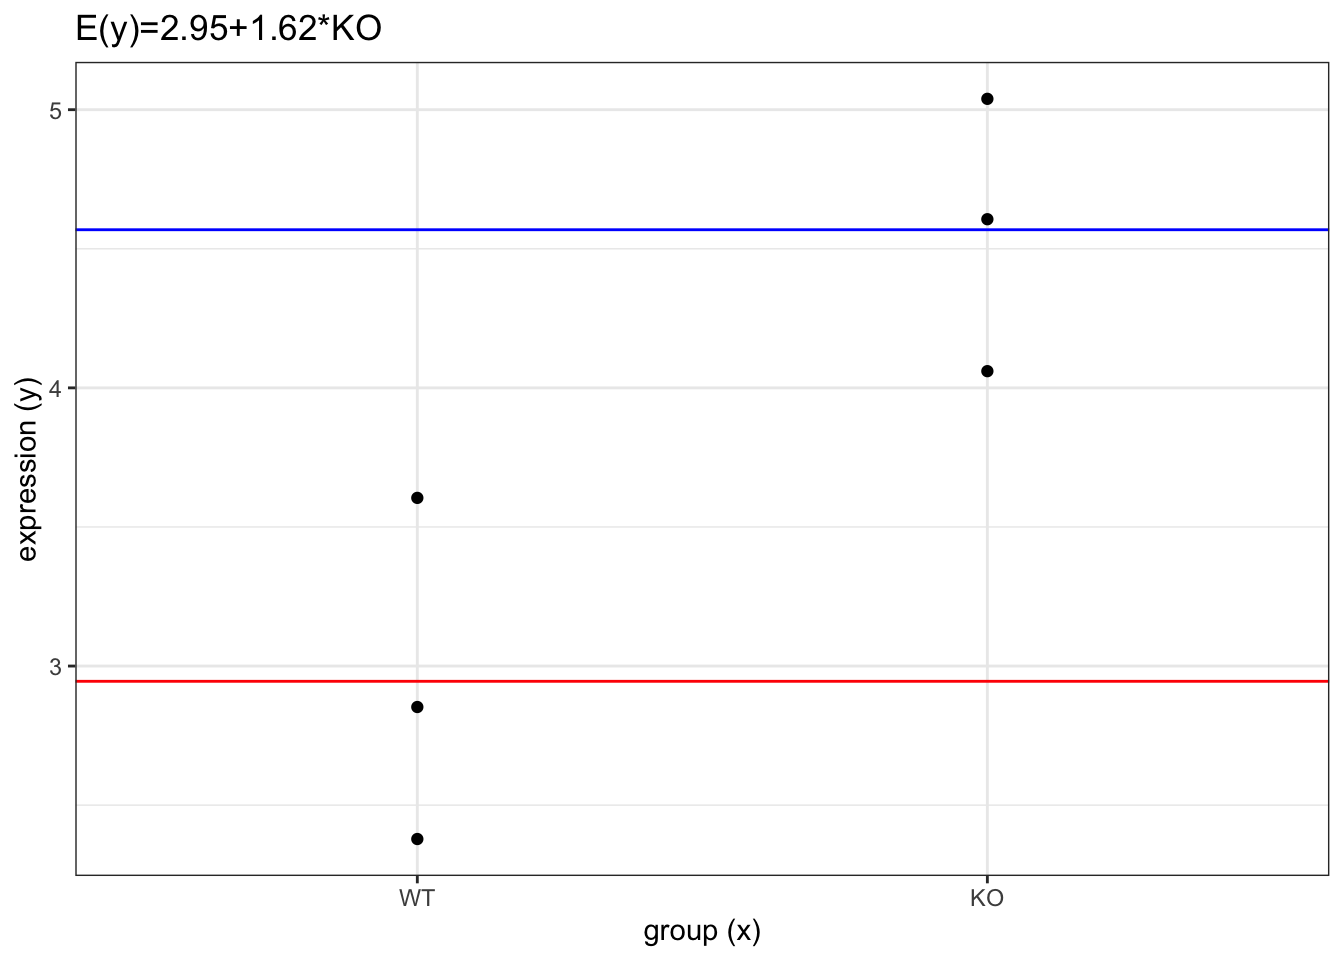 E(y)=2.95+1.62*KO
5
4
3
expression (y)
WT KO
group (x)